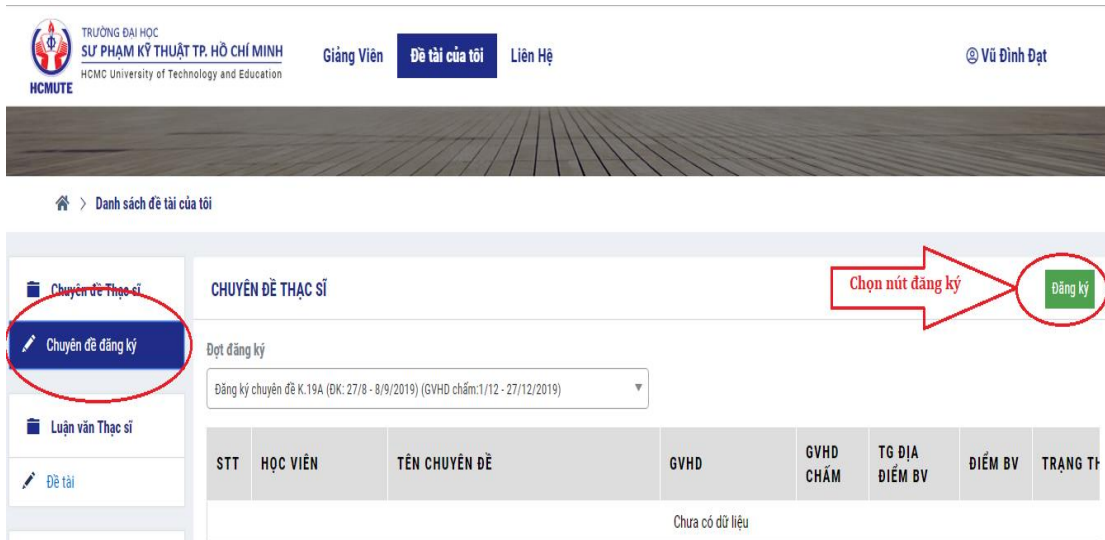 TRƯỜNG ĐẠI HỌC
SƯ PHẠM KỸ THUẬT TP. HỒ CHÍ MINH
HCMC University of Technology and Education
HCMUTE
Giảng Viên
Đề tài của tôi
Liên Hệ
Vũ Đình Đạt
> Danh sách đề tài của tôi
Chuyên đề Thạc sĩ
Chuyên đề đăng ký
Luận văn Thạc sĩ
Đề tài
CHUYÊN ĐỀ THẠC SĨ
Chọn nút đăng ký
Đăng ký
Đợt đăng ký
Đăng ký chuyên đề K.19A (ĐK: 27/8 - 8/9/2019) (GVHD chấm:1/12 - 27/12/2019)
STT
HỌC VIÊN
TÊN CHUYÊN ĐỀ
GVHD
GVHD
CHẤM
TG ĐỊA
ĐIỂM BV
ĐIỂM BV
TRẠNG TH
Chưa có dữ liệu